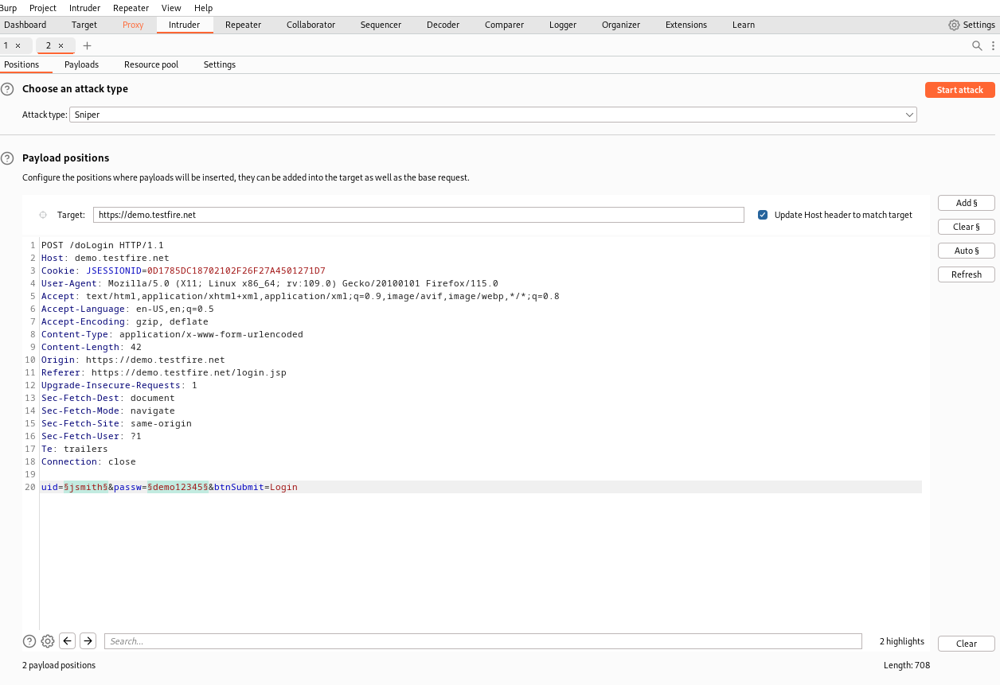 Burp Project Intruder Repeater View Help
Dashboard Target Proxy Intruder Repeater Collaborator Sequencer Decoder Comparer Logger Organizer Extensions Learn Settings
1 × 2 × +
Positions Payloads Resource pool Settings
? Choose an attack type Start attack
Attack type: Sniper
? Payload positions
Configure the positions where payloads will be inserted, they can be added into the target as well as the base request.
Target: https://demo.testfire.net Update Host header to match target Add §
Clear §
Auto §
Refresh
1 POST /doLogin HTTP/1.1
2 Host: demo.testfire.net
3 Cookie: JSESSIONID=0D1785DC18702102F26F27A4501271D7
4 User-Agent: Mozilla/5.0 (X11; Linux x86_64; rv:109.0) Gecko/20100101 Firefox/115.0
5 Accept: text/html,application/xhtml+xml,application/xml;q=0.9,image/avif,image/webp,*/*;q=0.8
6 Accept-Language: en-US,en;q=0.5
7 Accept-Encoding: gzip, deflate
8 Content-Type: application/x-www-form-urlencoded
9 Content-Length: 42
10 Origin: https://demo.testfire.net
11 Referer: https://demo.testfire.net/login.jsp
12 Upgrade-Insecure-Requests: 1
13 Sec-Fetch-Dest: document
14 Sec-Fetch-Mode: navigate
15 Sec-Fetch-Site: same-origin
16 Sec-Fetch-User: ?1
17 Te: trailers
18 Connection: close
19
20 uid=§jsmith§&passw=§demo12345§&btnSubmit=Login
? Search... 2 highlights Clear
2 payload positions Length: 708